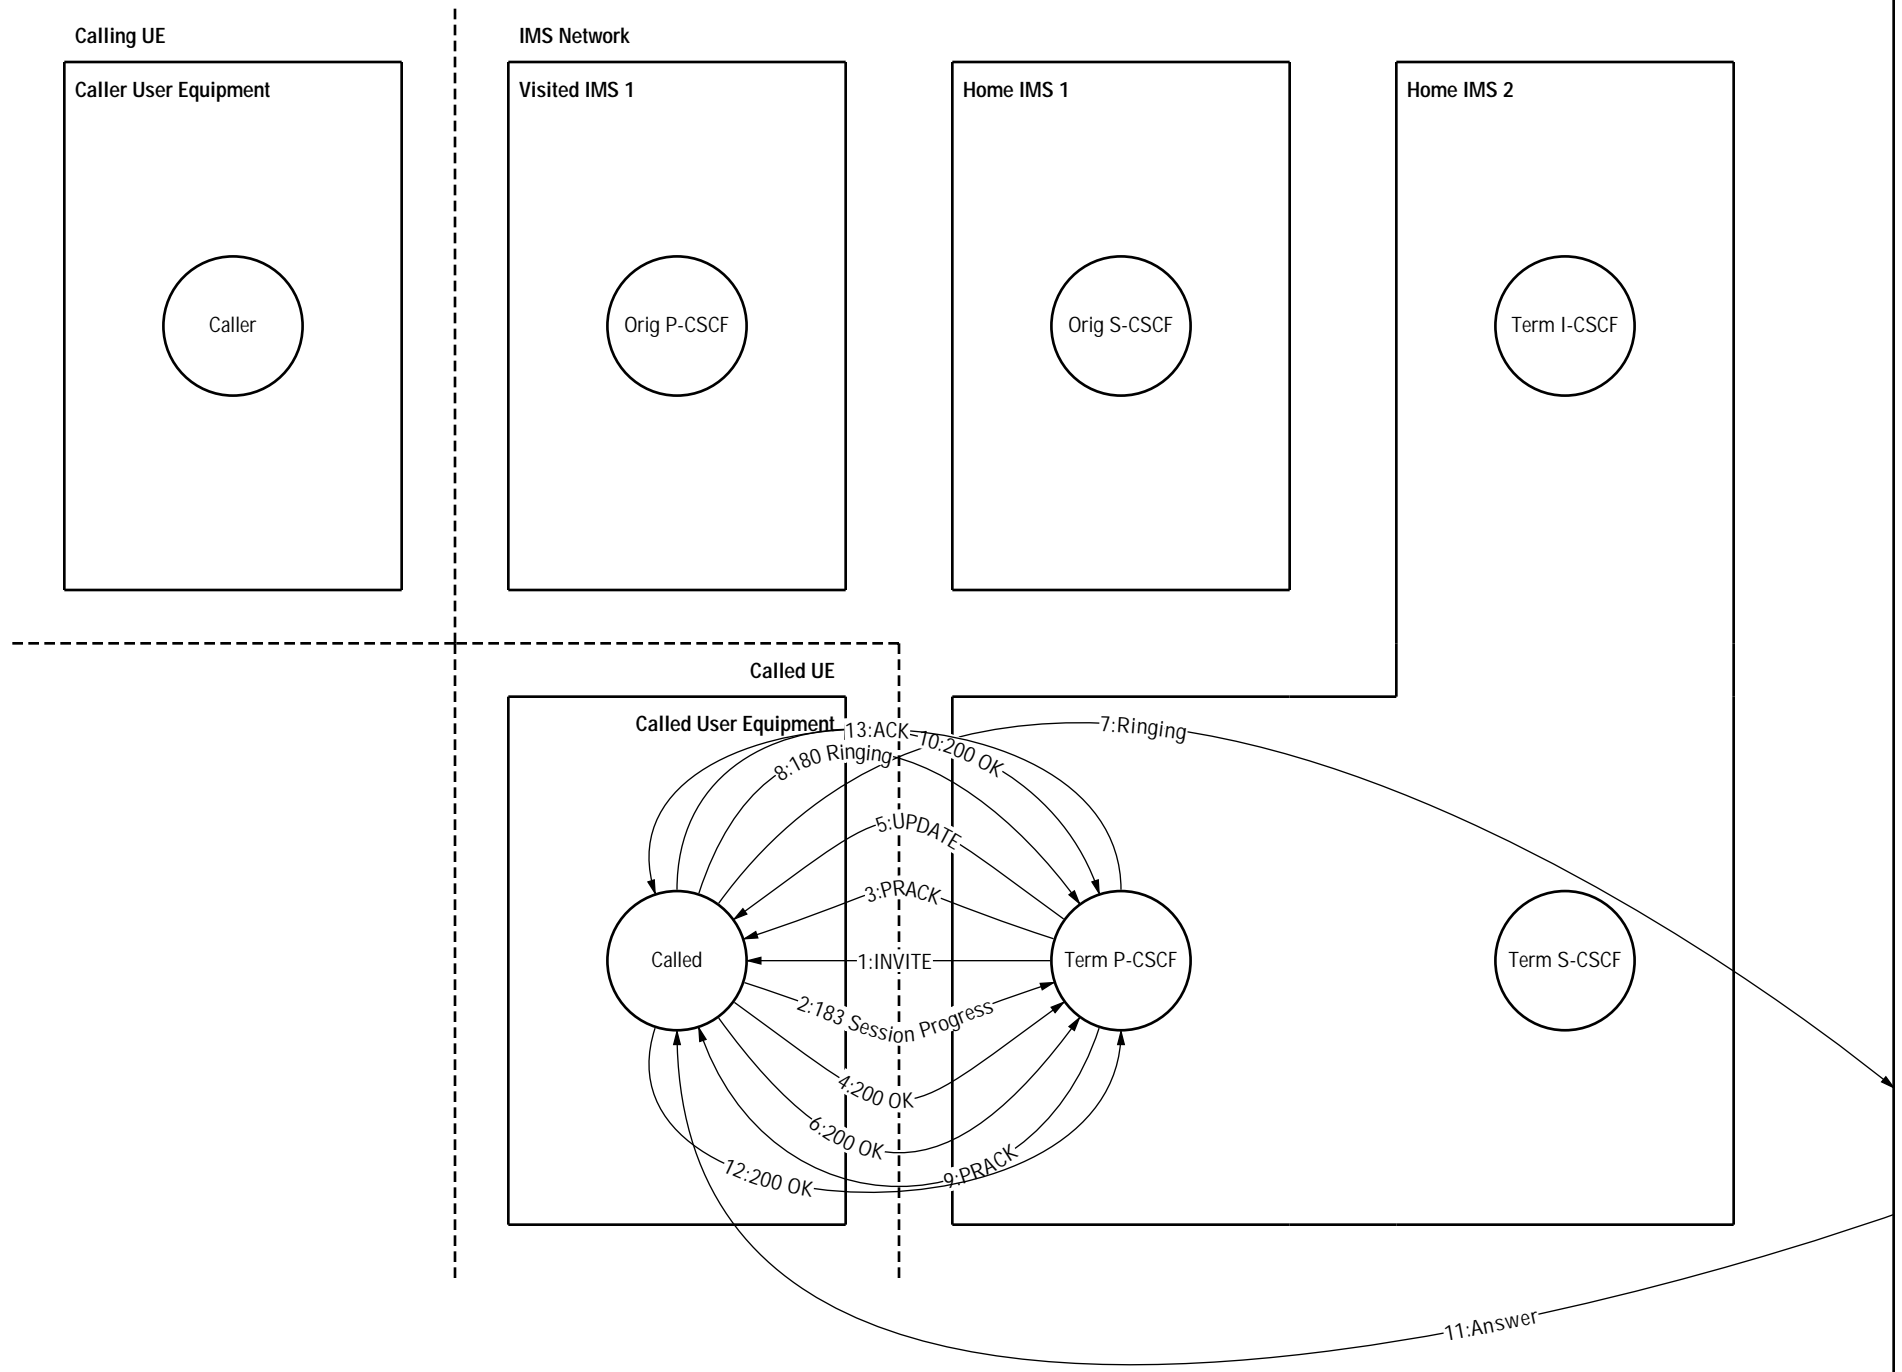 Calling UE
IMS Network
Caller User Equipment
Visited IMS 1
Home IMS 1
Home IMS 2
Caller
Orig P-CSCF
Orig S-CSCF
Term I-CSCF
Called UE
Called User Equipment
13:ACK
7:Ringing
10:200 OK
8:180 Ringing
5:UPDATE
3:PRACK
Called
1:INVITE
Term P-CSCF
Term S-CSCF
2:183 Session Progress
4:200 OK
6:200 OK
9:PRACK
12:200 OK
11:Answer